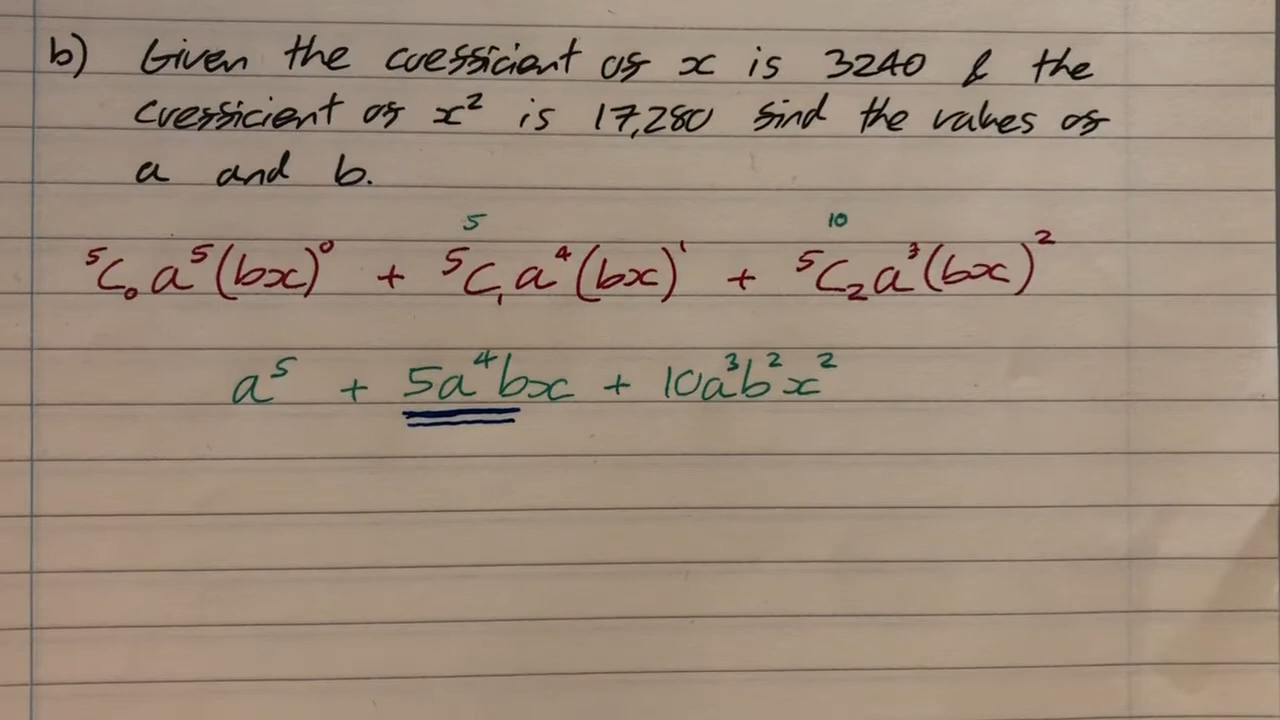 b) Given the coefficient of x is 3240 & the
coefficient of x² is 17,280 find the values of
a and b.
5 10
⁵C₀a⁵(bx)⁰ + ⁵C₁a⁴(bx)¹ + ⁵C₂a³(bx)²
a⁵ + 5a⁴bx + 10a³b²x²